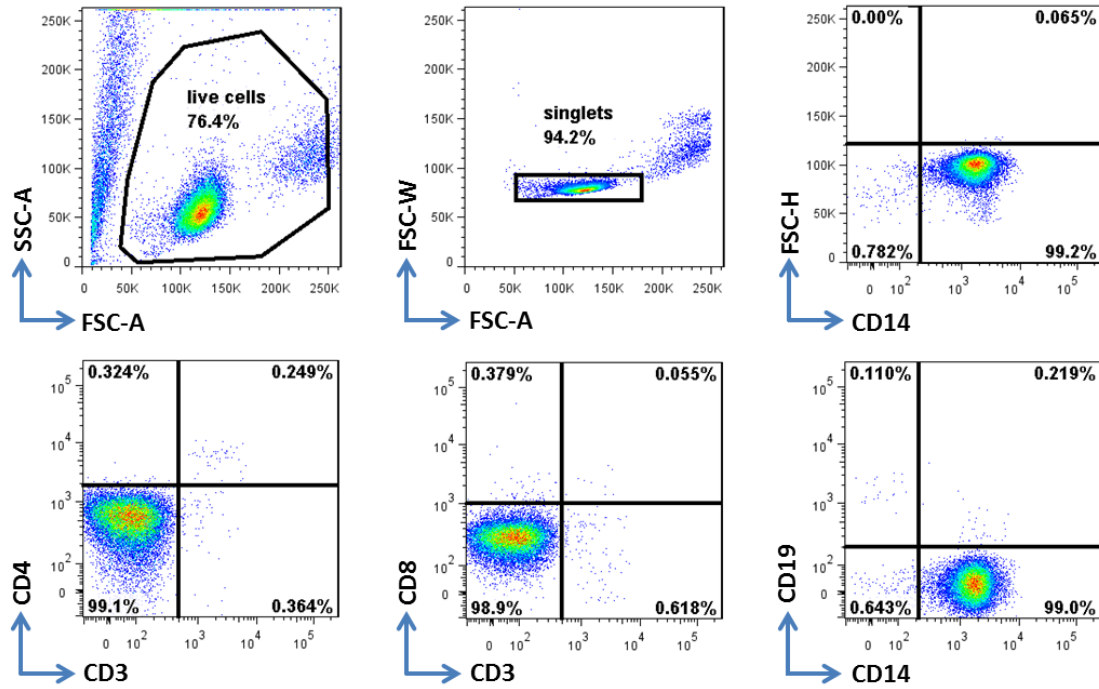 250K
200K
150K
100K
50K
0
live cells
76.4%
SSC-A
0 50K 100K 150K 200K 250K
FSC-A
250K
200K
150K
100K
50K
0
singlets
94.2%
FSC-W
0 50K 100K 150K 200K 250K
FSC-A
0.00% 0.065%
250K
200K
150K
100K
50K
0
0.782% 99.2%
FSC-H
0 10² 10³ 10⁴ 10⁵
CD14
0.324% 0.249%
10⁵
10⁴
10³
10²
0
99.1% 0.364%
CD4
0 10² 10³ 10⁴ 10⁵
CD3
0.379% 0.055%
10⁵
10⁴
10³
10²
0
98.9% 0.618%
CD8
0 10² 10³ 10⁴ 10⁵
CD3
0.110% 0.219%
10⁵
10⁴
10³
10²
0
0.643% 99.0%
CD19
0 10² 10³ 10⁴ 10⁵
CD14